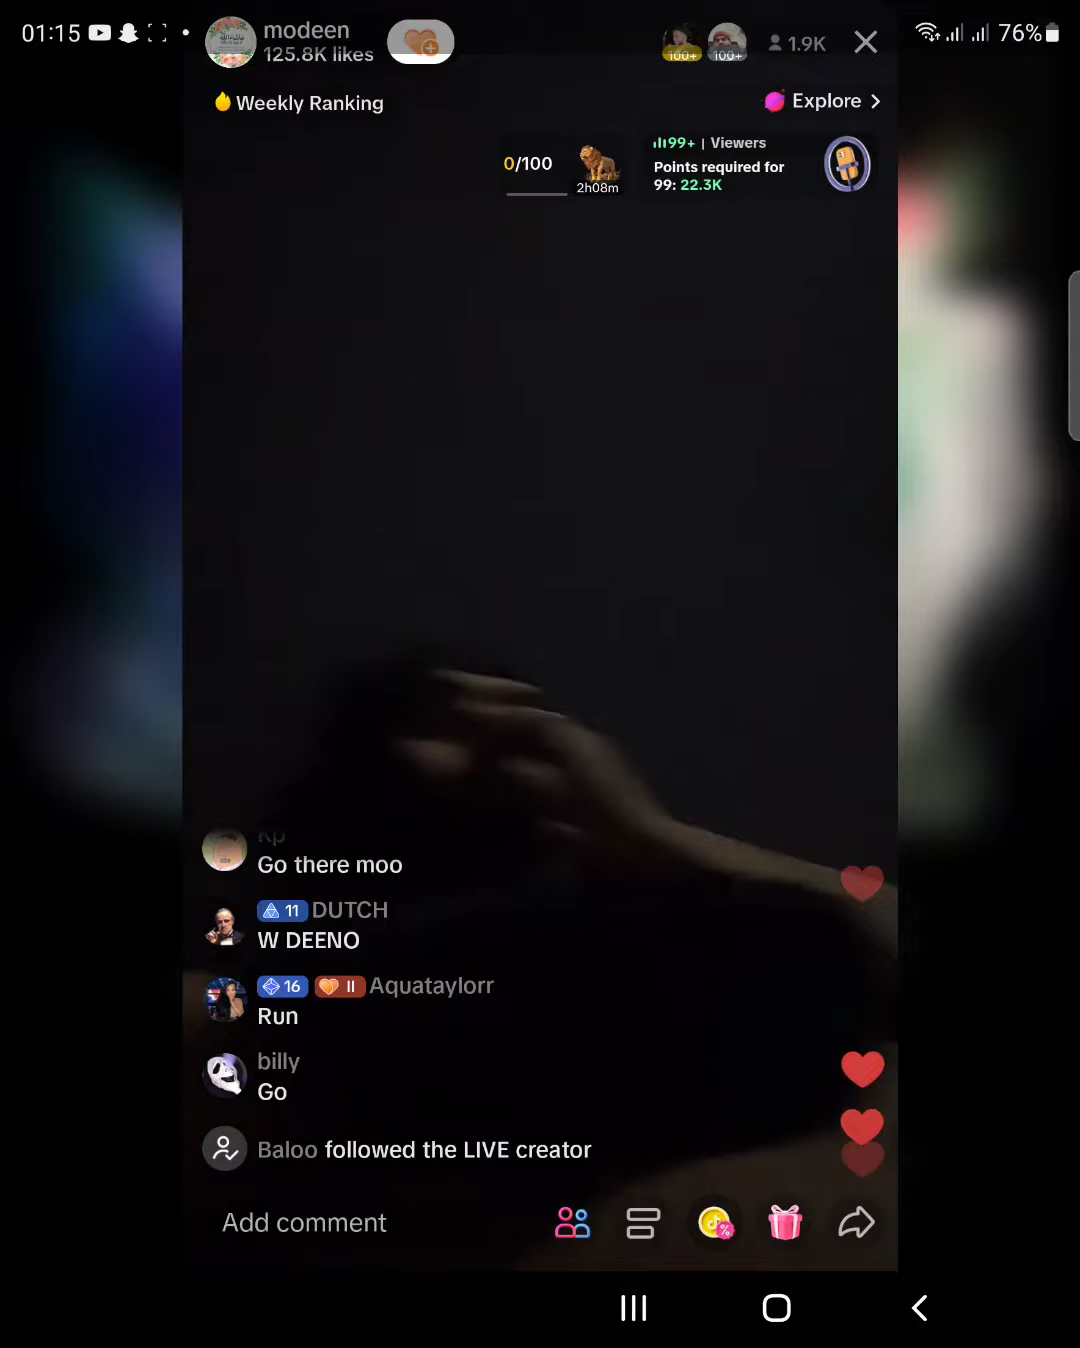 01:15
76%
modeen
125.8K likes
100+
100+
1.9K
Weekly Ranking
Explore
0/100
2h08m
99+ | Viewers
Points required for
99: 22.3K
Kp
Go there moo
11 DUTCH
W DEENO
16 II Aquataylorr
Run
billy
Go
Baloo followed the LIVE creator
Add comment